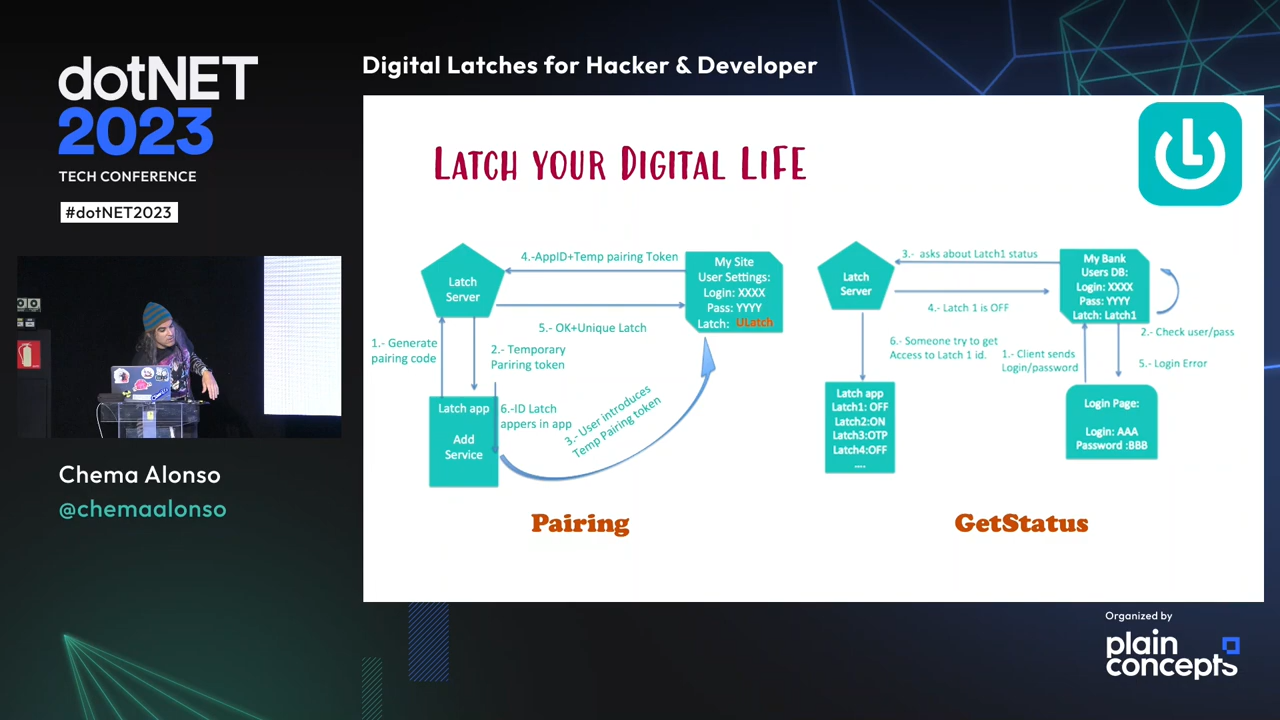 dotNET
2023
TECH CONFERENCE
#dotNET2023
Chema Alonso
@chemaalonso
Digital Latches for Hacker & Developer
LATCH YOUR DIGITAL LIFE
Latch
Server
4.-AppID+Temp pairing Token
My Site
User Settings:
Login: XXXX
Pass: YYYY
Latch: ULatch
5.- OK+Unique Latch
1.- Generate
pairing code
2.- Temporary
Pairing token
Latch app
Add
Service
6.-ID Latch
appers in app
3.- User introduces
Temp Pairing token
Pairing
Latch
Server
3.- asks about Latch1 status
My Bank
Users DB:
Login: XXXX
Pass: YYYY
Latch: Latch1
4.- Latch 1 is OFF
2.- Check user/pass
6.- Someone try to get
Access to Latch 1 id.
1.- Client sends
Login/password
5.- Login Error
Latch app
Latch1: OFF
Latch2:ON
Latch3:OTP
Latch4:OFF
....
Login Page:
Login: AAA
Password :BBB
GetStatus
Organized by
plain
concepts